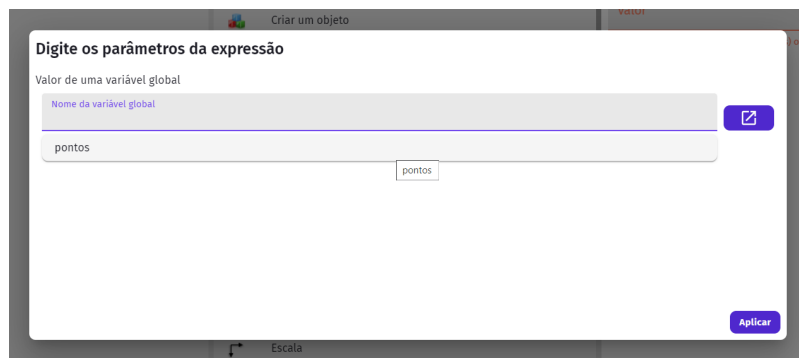 Criar um objeto
Valor
Digite os parâmetros da expressão
Valor de uma variável global
Nome da variável global
pontos
pontos
Aplicar
Escala